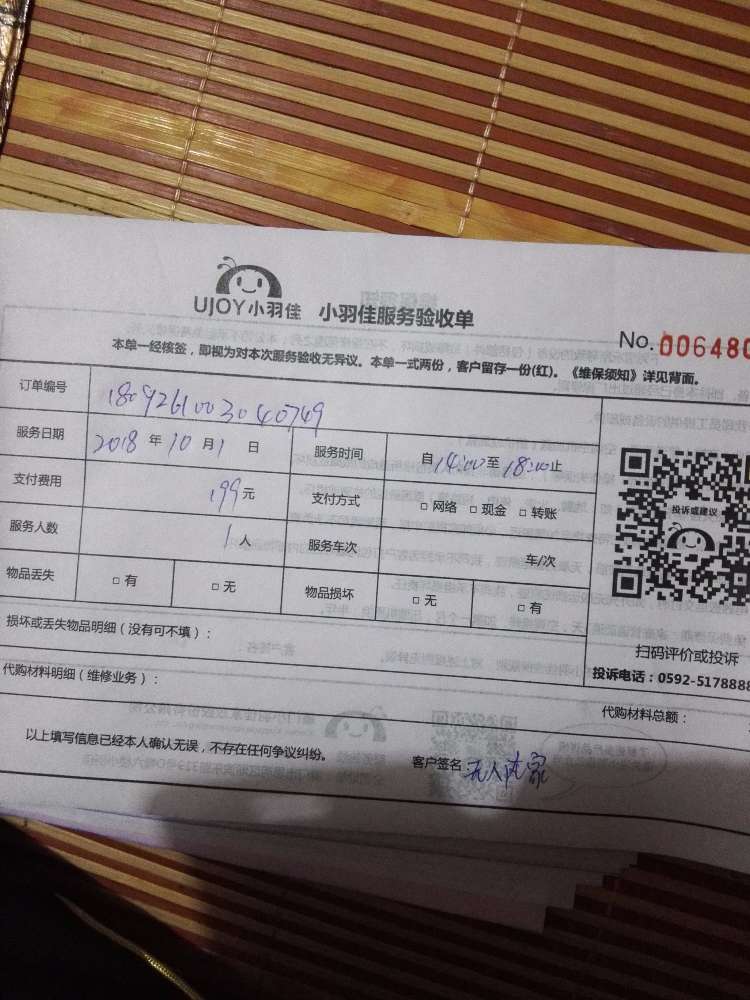 UJOY小羽佳 小羽佳服务验收单
No. 006480
本单一经核签，即视为对本次服务验收无异议。本单一式两份，客户留存一份(红)。《维保须知》详见背面。
订单编号 1809261003040749
服务日期 2018 年 10 月 1 日 服务时间 自 14:00 至 18:00 止
支付费用 199 元 支付方式 □ 网络 □ 现金 □ 转账
服务人数 1 人 服务车次 车/次
物品丢失 □ 有 □ 无 物品损坏 □ 无 □ 有
损坏或丢失物品明细（没有可不填）：
投诉或建议
扫码评价或投诉
投诉电话：0592-5178888
代购材料明细（维修业务）： 代购材料总额：
以上填写信息已经本人确认无误，不存在任何争议纠纷。 客户签名 无人在家